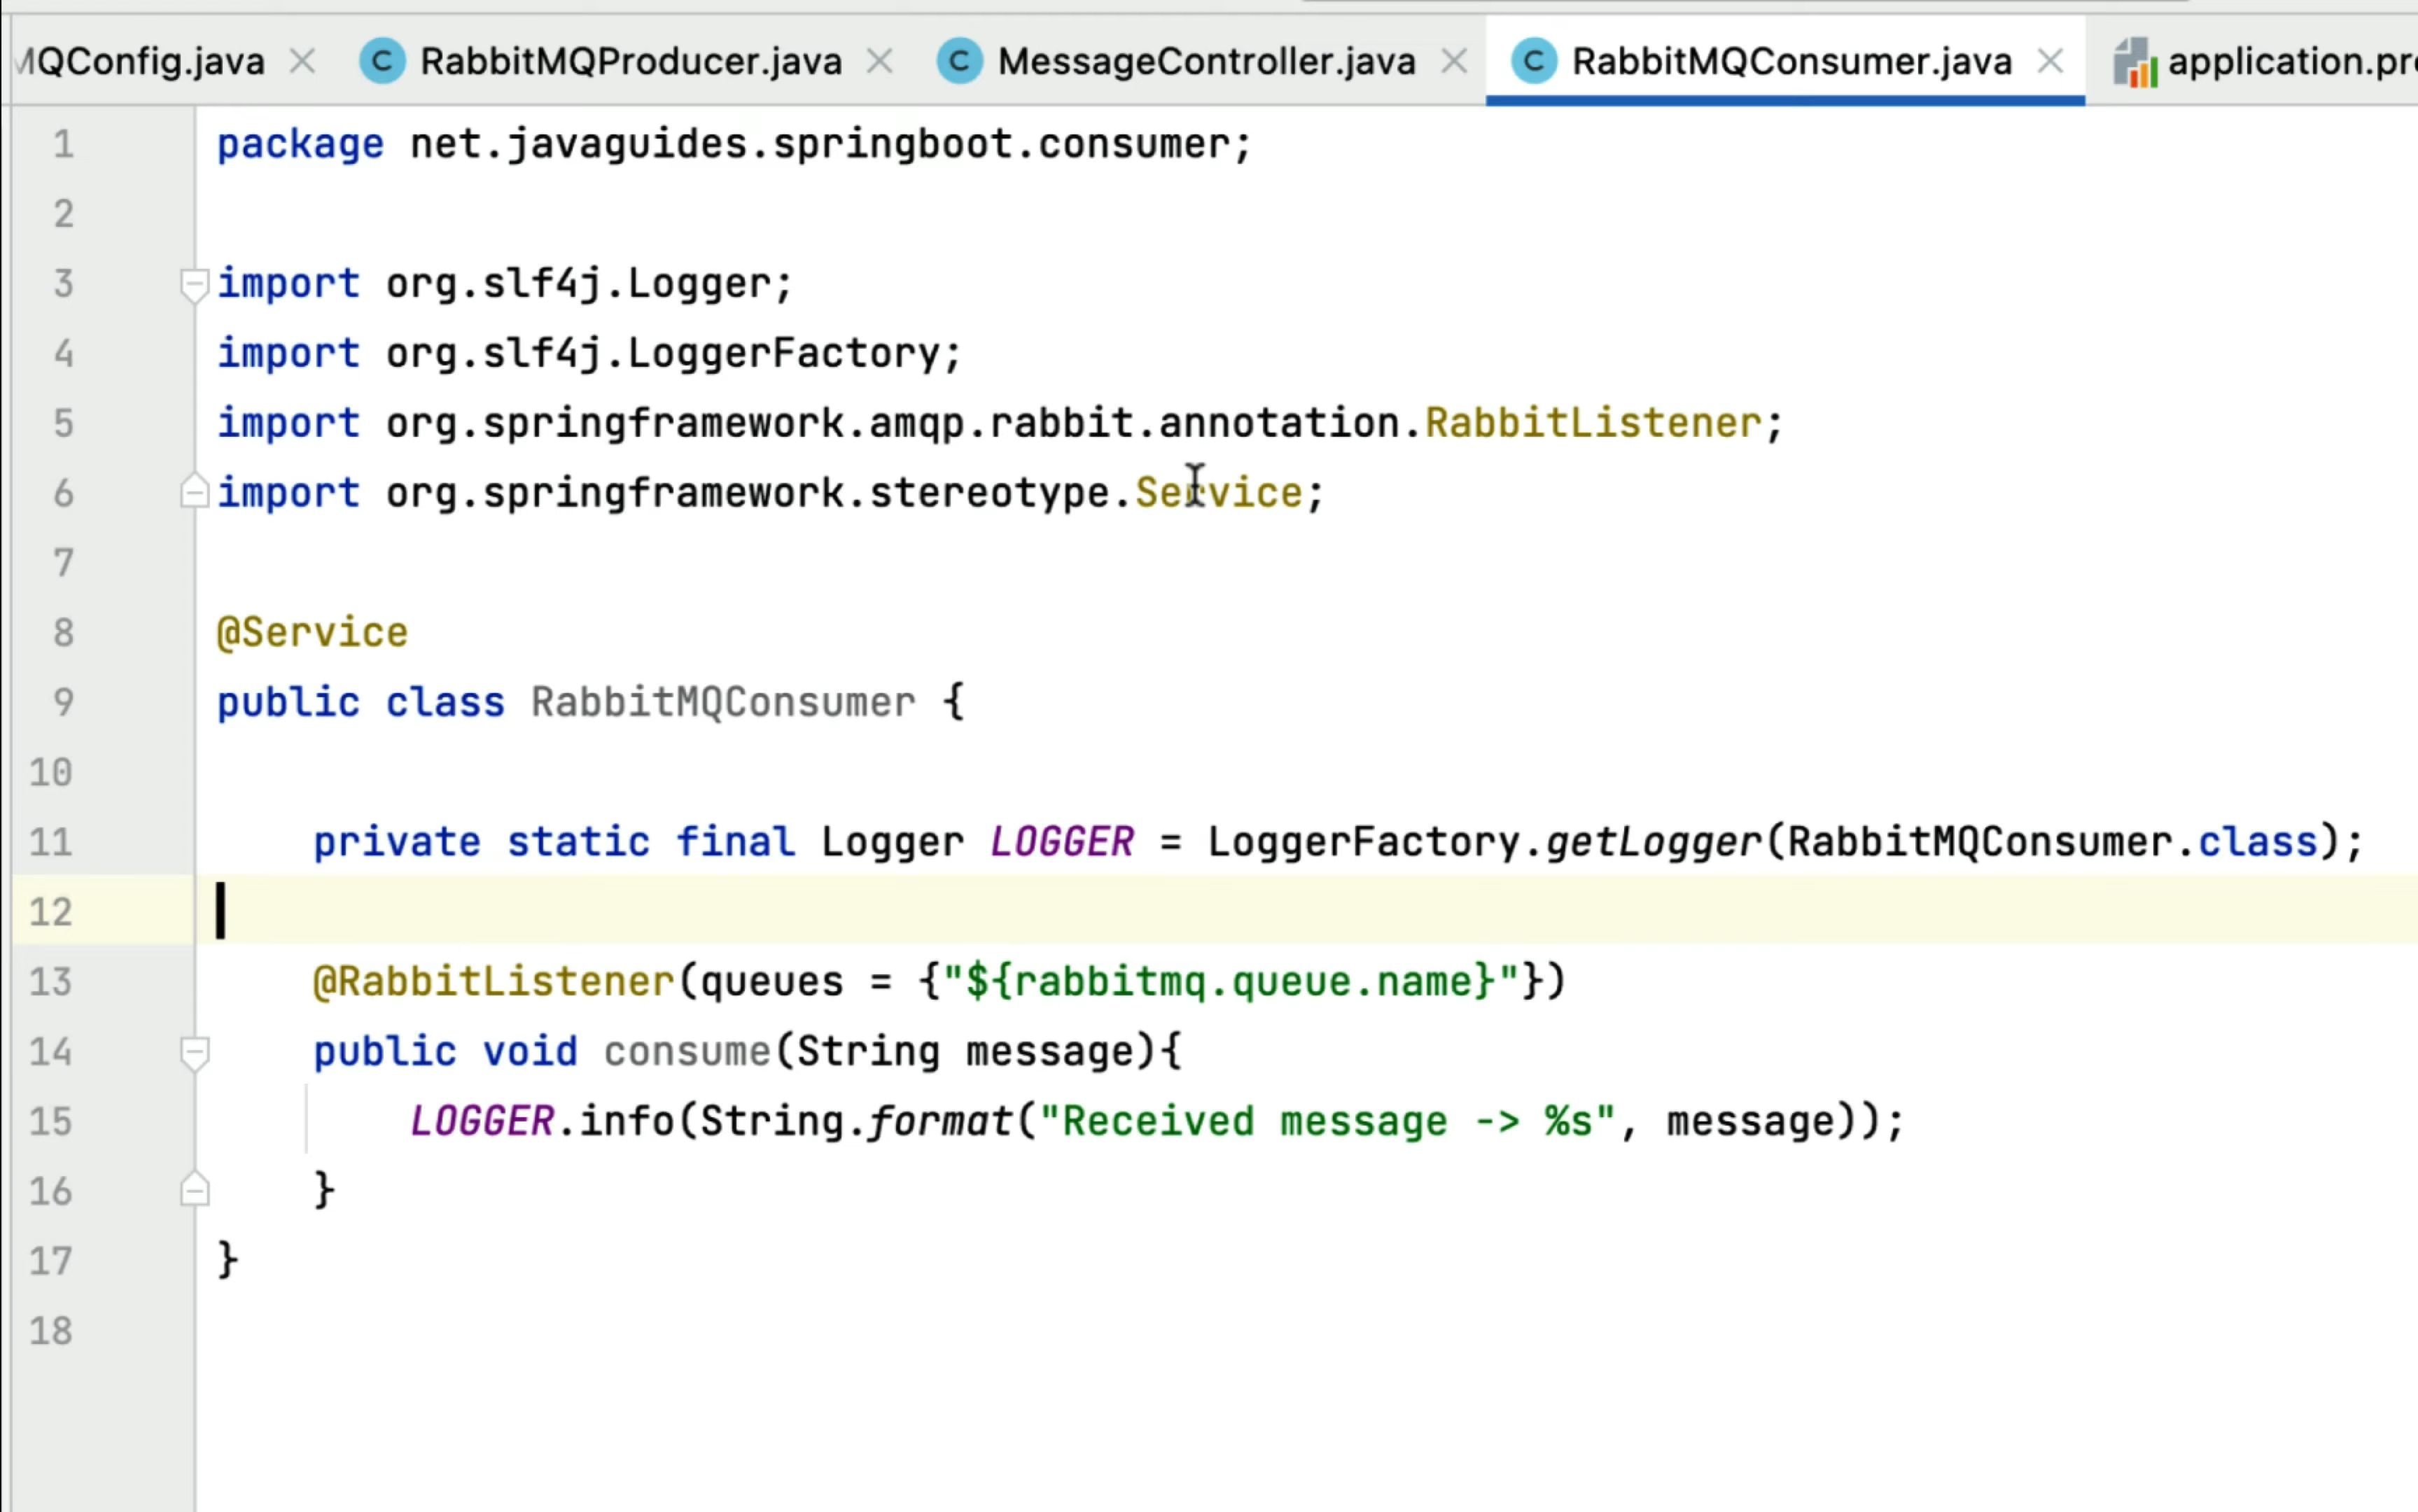 MQConfig.java RabbitMQProducer.java MessageController.java RabbitMQConsumer.java
1 package net.javaguides.springboot.consumer;
2
3 import org.slf4j.Logger;
4 import org.slf4j.LoggerFactory;
5 import org.springframework.amqp.rabbit.annotation.RabbitListener;
6 import org.springframework.stereotype.Service;
7
8 @Service
9 public class RabbitMQConsumer {
10
11 private static final Logger LOGGER = LoggerFactory.getLogger(RabbitMQConsumer.class);
12
13 @RabbitListener(queues = {"${rabbitmq.queue.name}"})
14 public void consume(String message){
15 LOGGER.info(String.format("Received message -> %s", message));
16 }
17 }
18